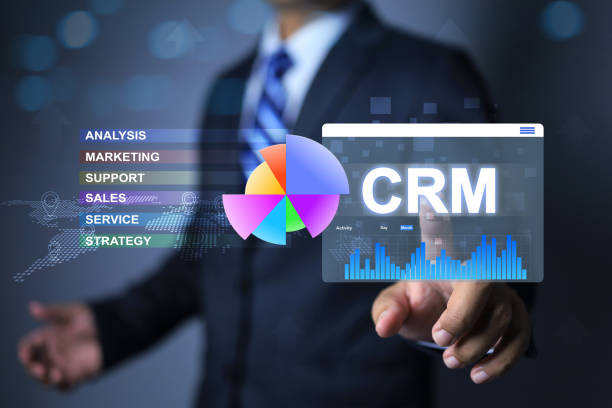 ANALYSIS
MARKETING
SUPPORT
SALES
SERVICE
STRATEGY
CRM
Activity
Day
Month